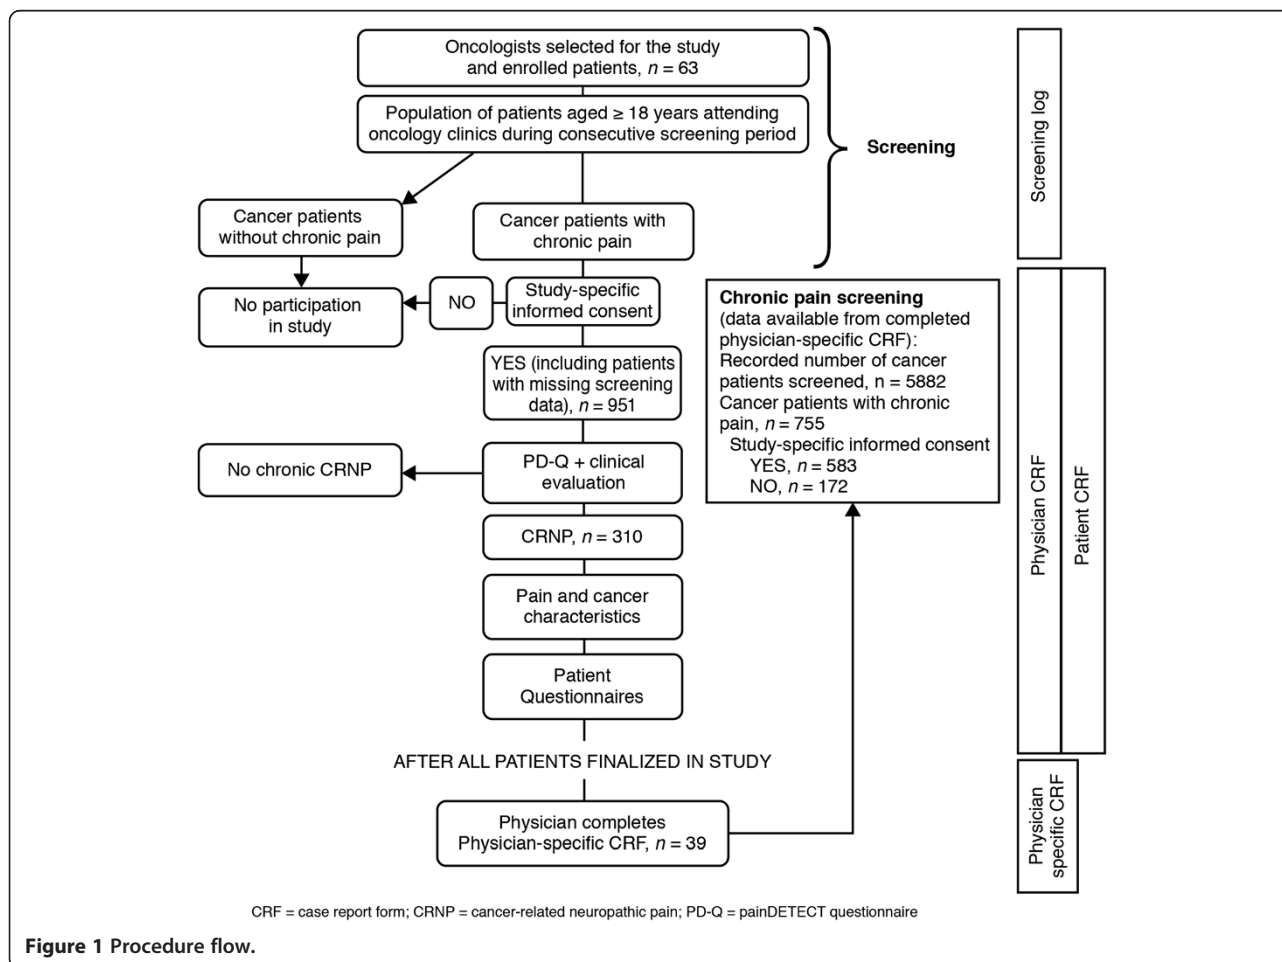 Oncologists selected for the study
and enrolled patients, n = 63
Population of patients aged ≥ 18 years attending
oncology clinics during consecutive screening period
Screening
Screening log
Cancer patients
without chronic pain
Cancer patients with
chronic pain
No participation
in study
NO
Study-specific
informed consent
YES (including patients
with missing screening
data), n = 951
Chronic pain screening
(data available from completed
physician-specific CRF):
Recorded number of cancer
patients screened, n = 5882
Cancer patients with chronic
pain, n = 755
Study-specific informed consent
YES, n = 583
NO, n = 172
No chronic CRNP
PD-Q + clinical
evaluation
CRNP, n = 310
Pain and cancer
characteristics
Patient
Questionnaires
Physician CRF
Patient CRF
AFTER ALL PATIENTS FINALIZED IN STUDY
Physician completes
Physician-specific CRF, n = 39
Physician
specific CRF
CRF = case report form; CRNP = cancer-related neuropathic pain; PD-Q = painDETECT questionnaire
Figure 1 Procedure flow.